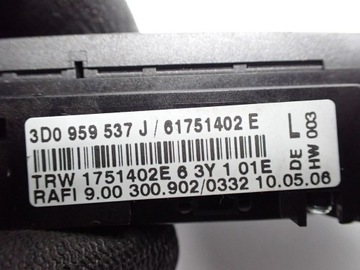 3D0 959 537 J / 61751402 E
TRW 1751402E 6 3Y 1 01E
RAFI 9.00 300.902/0332 10.05.06
L
DE
HW 003